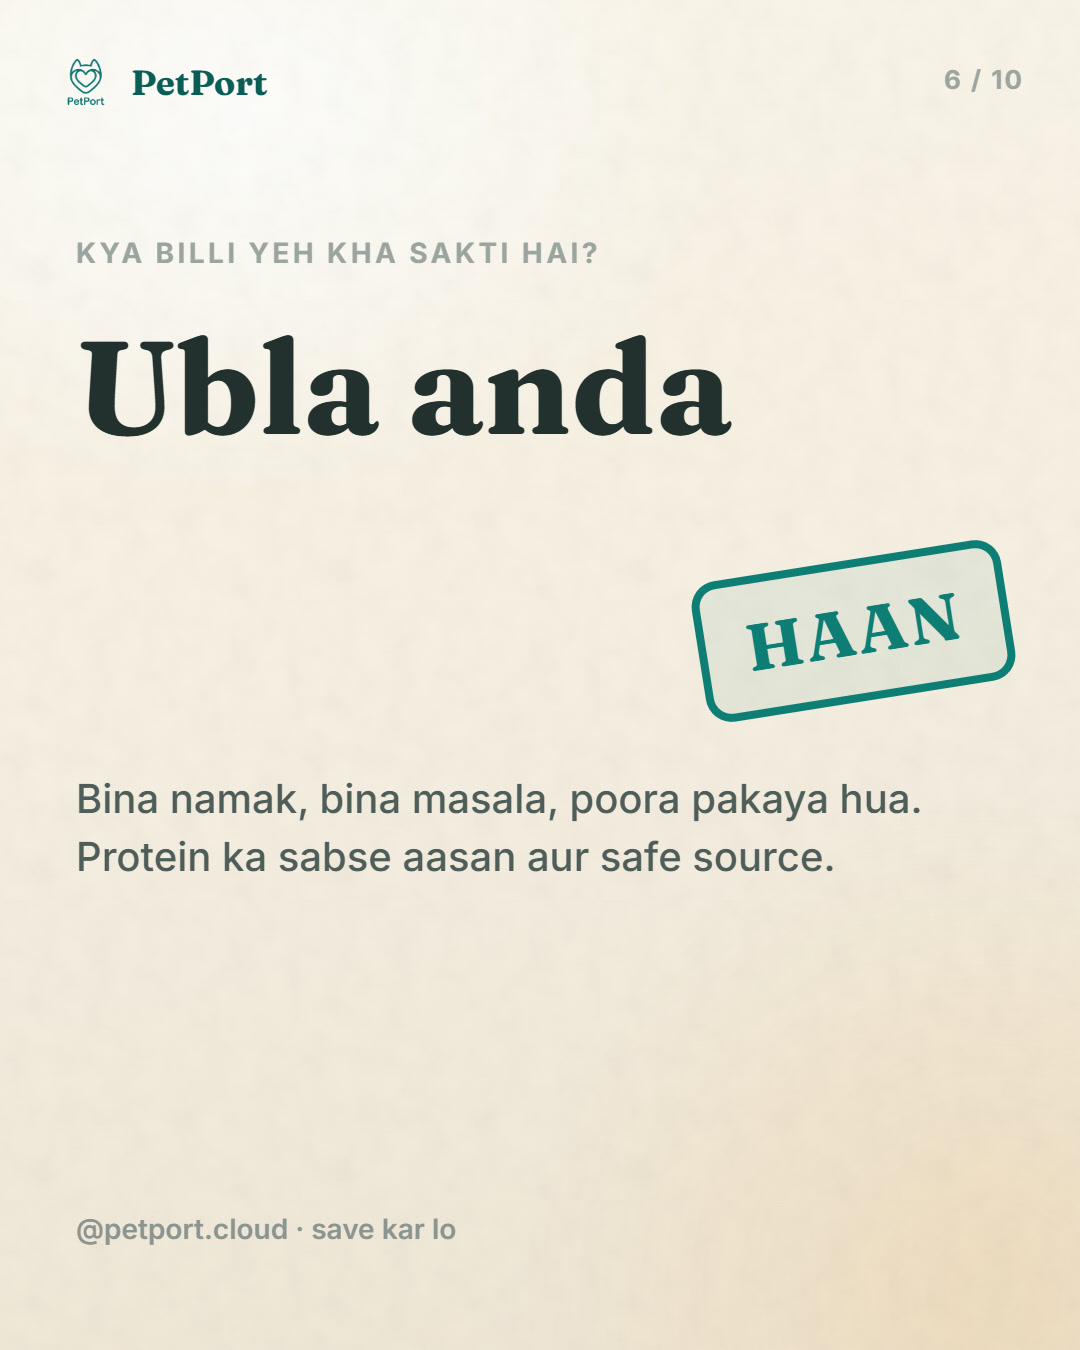 PetPort
PetPort
6 / 10
KYA BILLI YEH KHA SAKTI HAI?
Ubla anda
HAAN
Bina namak, bina masala, poora pakaya hua.
Protein ka sabse aasan aur safe source.
@petport.cloud · save kar lo